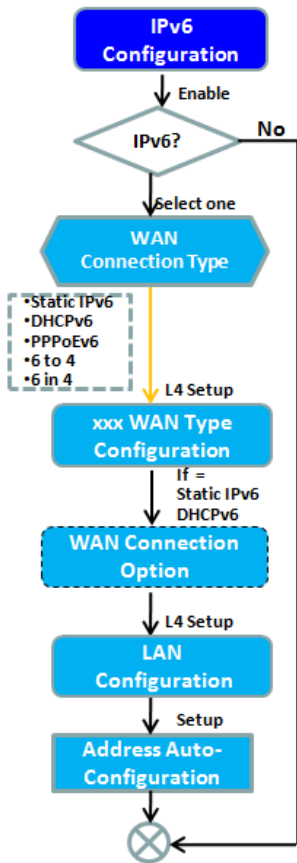 IPv6
Configuration
Enable
IPv6?
No
Select one
WAN
Connection Type
•Static IPv6
•DHCPv6
•PPPoEv6
•6 to 4
•6 in 4
L4 Setup
xxx WAN Type
Configuration
If =
Static IPv6
DHCPv6
WAN Connection
Option
L4 Setup
LAN
Configuration
Setup
Address Auto-
Configuration